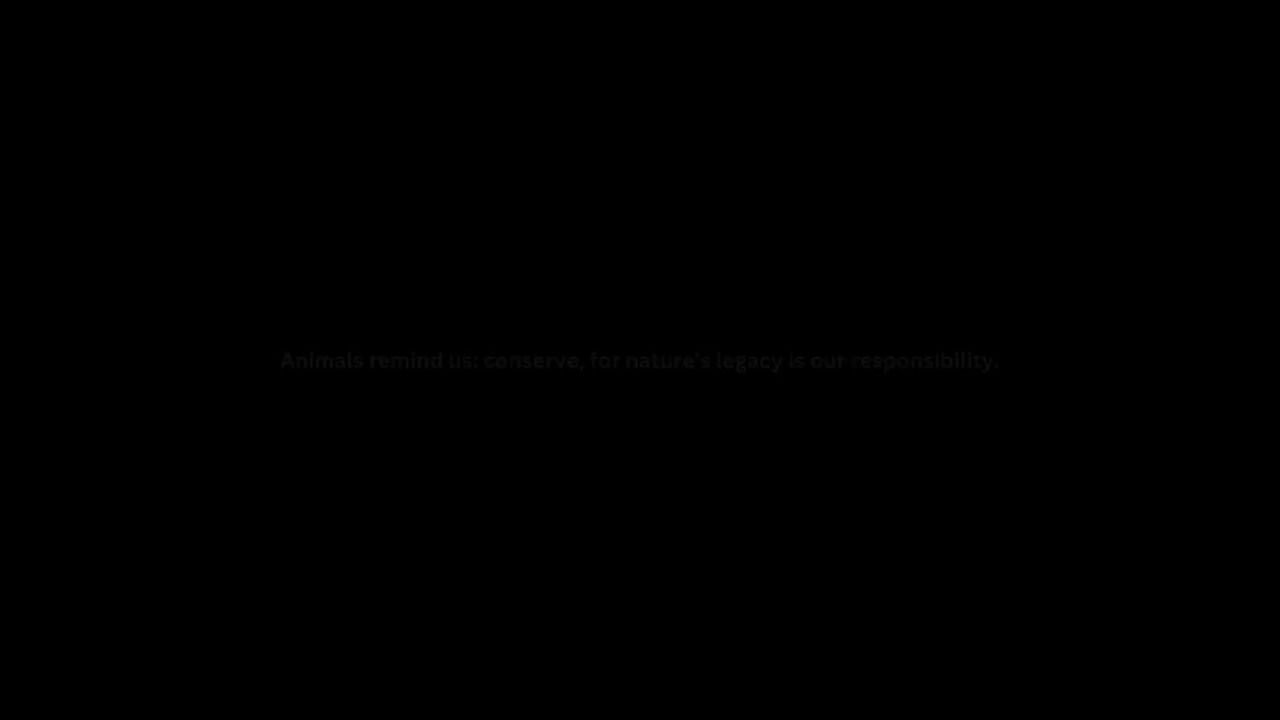 Animals remind us: conserve, for nature's legacy is our responsibility.